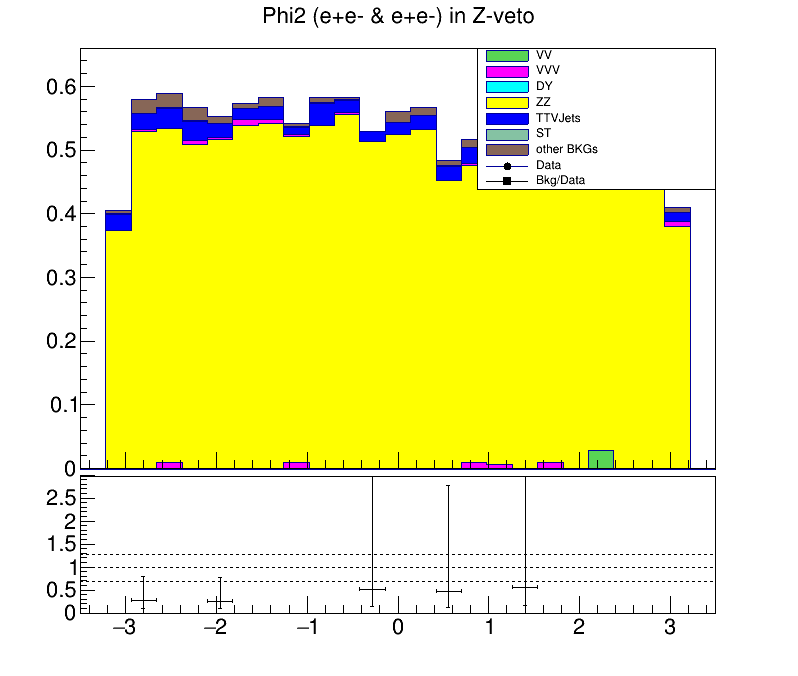 Phi2 (e+e- & e+e-) in Z-veto
VV
VVV
DY
ZZ
TTVJets
ST
other BKGs
Data
Bkg/Data
0.6
0.5
0.4
0.3
0.2
0.1
0
2.5
2
1.5
1
0.5
0
−3 −2 −1 0 1 2 3